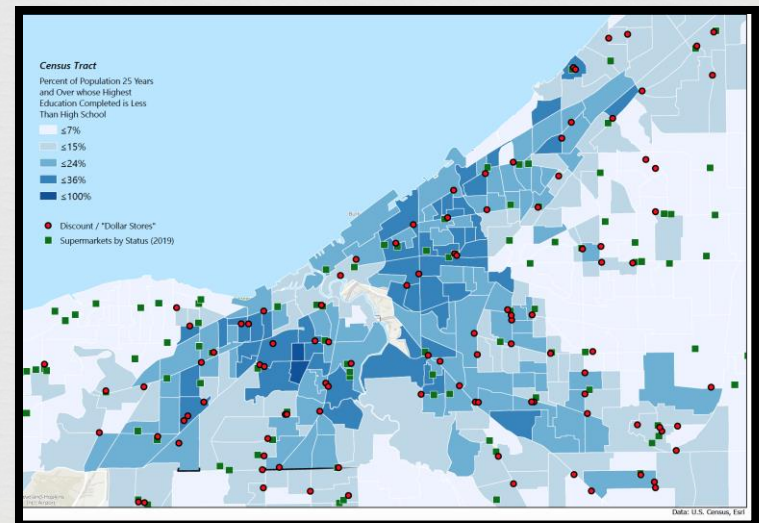 Census Tract
Percent of Population 25 Years
and Over whose Highest
Education Completed is Less
Than High School
≤7%
≤15%
≤24%
≤36%
≤100%
Discount / "Dollar Stores"
Supermarkets by Status (2019)
Data: U.S. Census, Esri